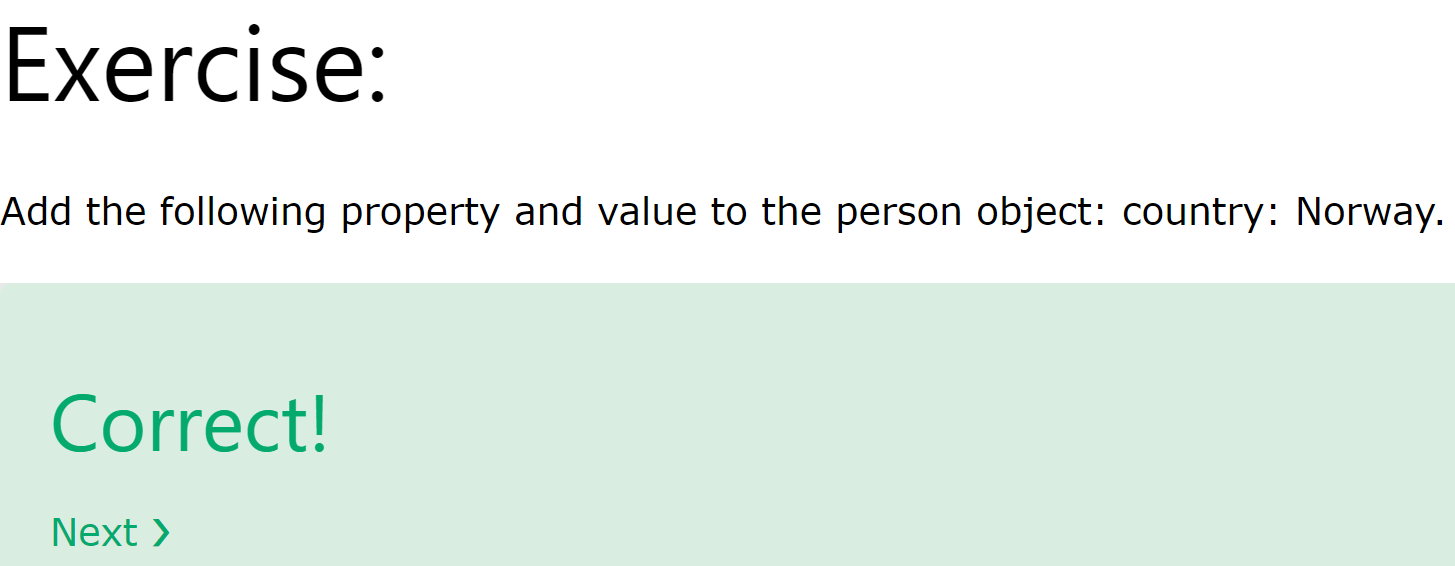 Exercise:
Add the following property and value to the person object: country: Norway.
Correct!
Next ❯